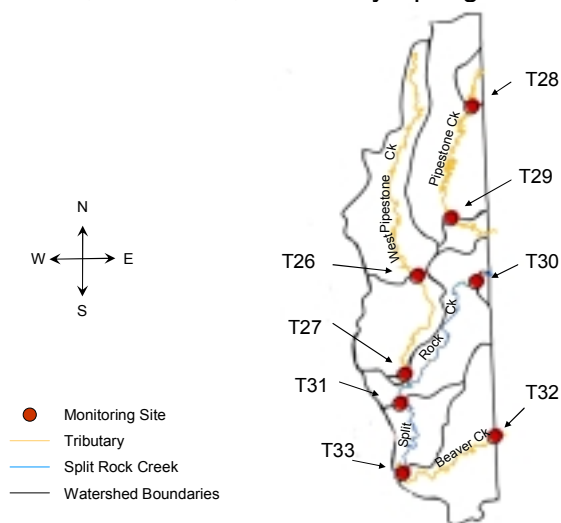 T28
Pipestone Ck
T29
West Pipestone Ck
N
W E
S
T26
T30
Rock Ck
T27
T31
T32
Split
T33
Beaver Ck
Monitoring Site
Tributary
Split Rock Creek
Watershed Boundaries